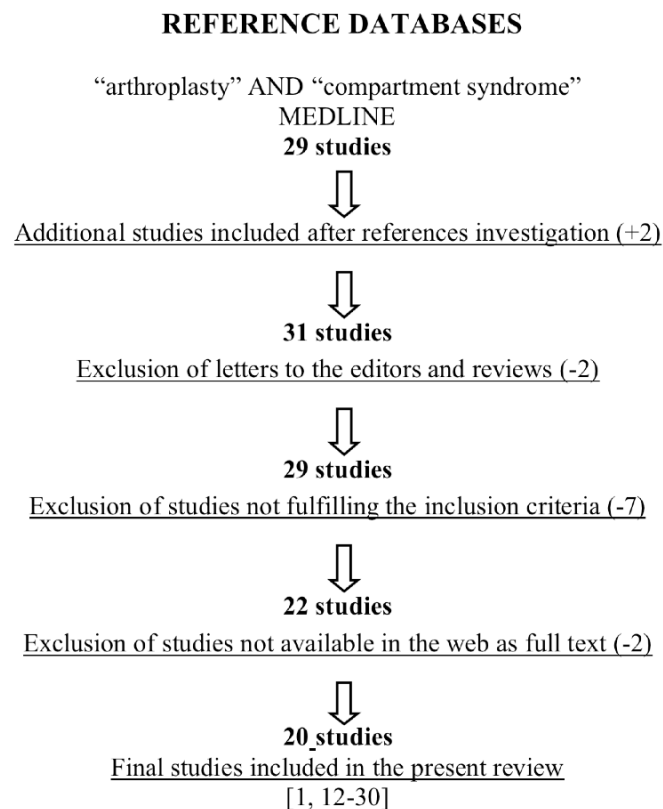 REFERENCE DATABASES
“arthroplasty” AND “compartment syndrome”
MEDLINE
29 studies
Additional studies included after references investigation (+2)
31 studies
Exclusion of letters to the editors and reviews (-2)
29 studies
Exclusion of studies not fulfilling the inclusion criteria (-7)
22 studies
Exclusion of studies not available in the web as full text (-2)
20 studies
Final studies included in the present review
[1, 12-30]